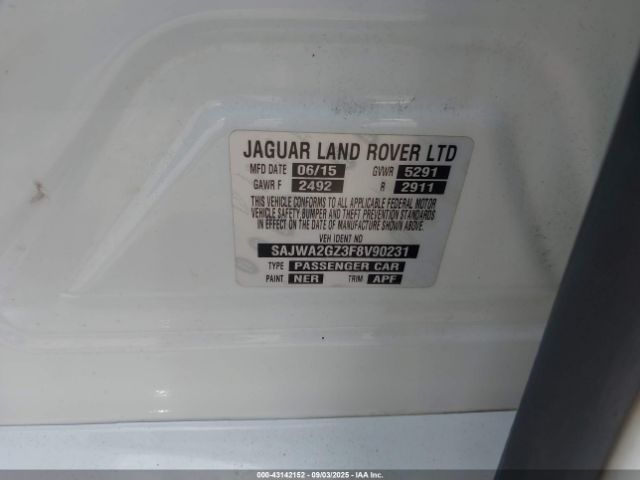 JAGUAR LAND ROVER LTD
MFD DATE 06/15 GVWR 5291
GAWR F 2492 R 2911
THIS VEHICLE CONFORMS TO ALL APPLICABLE FEDERAL MOTOR
VEHICLE SAFETY, BUMPER AND THEFT PREVENTION STANDARDS
IN EFFECT ON THE DATE OF MANUFACTURE SHOWN ABOVE.
VEH IDENT NO
SAJWA2GZ3F8V90231
TYPE PASSENGER CAR
PAINT NER TRIM APF
000-43142152 - 09/03/2025 - IAA Inc.